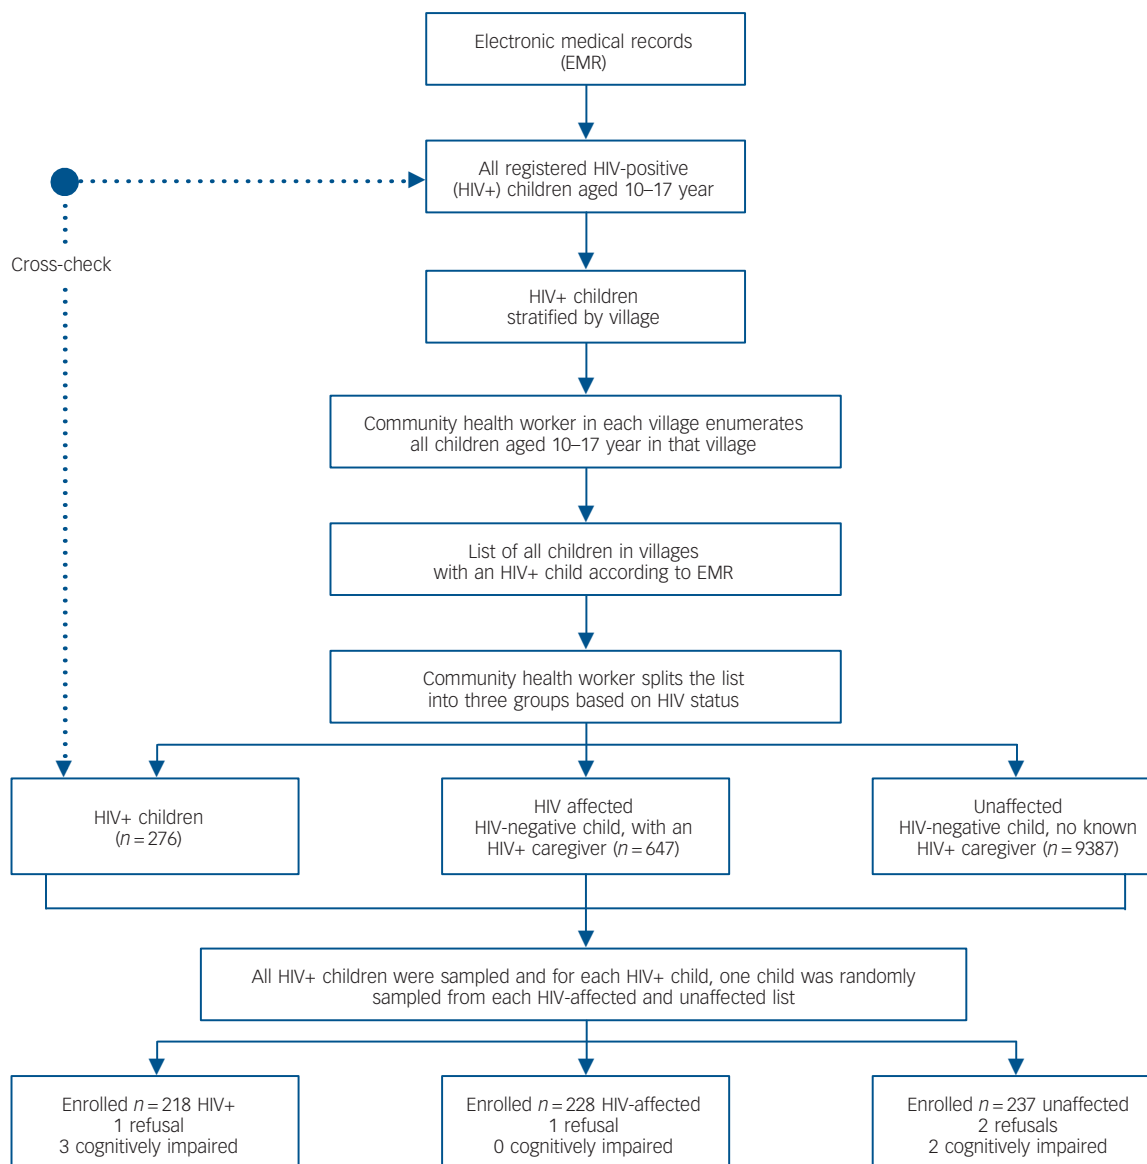 Electronic medical records
(EMR)
All registered HIV-positive
(HIV+) children aged 10–17 year
Cross-check
HIV+ children
stratified by village
Community health worker in each village enumerates
all children aged 10–17 year in that village
List of all children in villages
with an HIV+ child according to EMR
Community health worker splits the list
into three groups based on HIV status
HIV+ children
(n = 276)
HIV affected
HIV-negative child, with an
HIV+ caregiver (n = 647)
Unaffected
HIV-negative child, no known
HIV+ caregiver (n = 9387)
All HIV+ children were sampled and for each HIV+ child, one child was randomly
sampled from each HIV-affected and unaffected list
Enrolled n = 218 HIV+
1 refusal
3 cognitively impaired
Enrolled n = 228 HIV-affected
1 refusal
0 cognitively impaired
Enrolled n = 237 unaffected
2 refusals
2 cognitively impaired